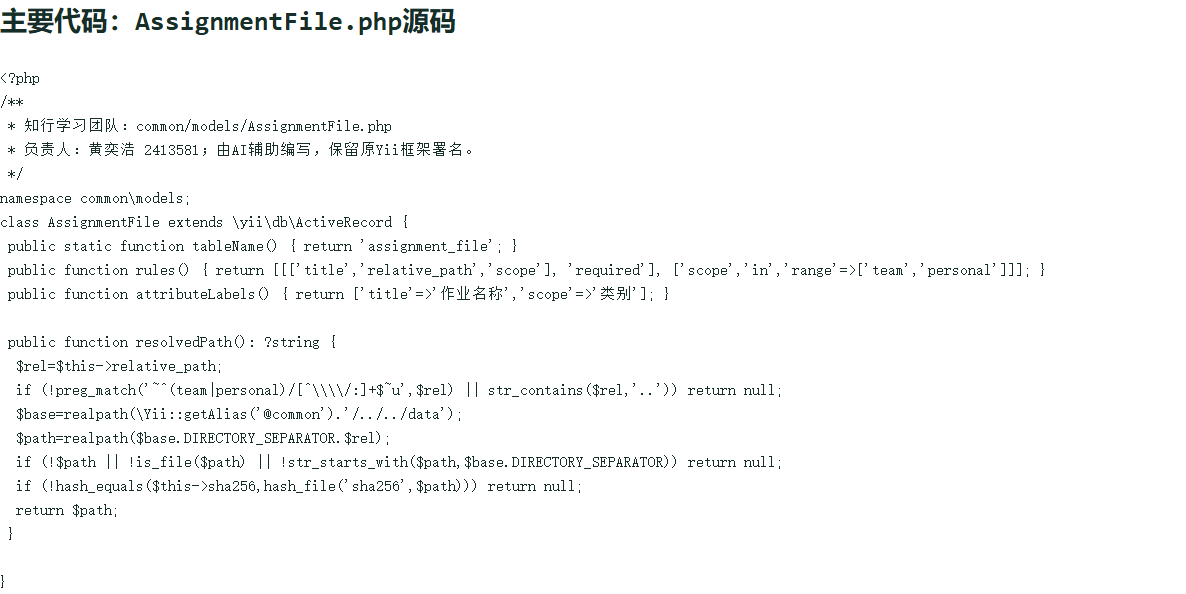 主要代码：AssignmentFile.php源码
<?php
/**
 * 知行学习团队：common/models/AssignmentFile.php
 * 负责人：黄奕浩 2413581；由AI辅助编写，保留原Yii框架署名。
 */
namespace common\models;
class AssignmentFile extends \yii\db\ActiveRecord {
 public static function tableName() { return 'assignment_file'; }
 public function rules() { return [[['title','relative_path','scope'], 'required'], ['scope','in','range'=>['team','personal']]]; }
 public function attributeLabels() { return ['title'=>'作业名称','scope'=>'类别']; }
 public function resolvedPath(): ?string {
  $rel=$this->relative_path;
  if (!preg_match('~^(team|personal)/[^\\\\/:]+$~u',$rel) || str_contains($rel,'..')) return null;
  $base=realpath(\Yii::getAlias('@common').'/../../data');
  $path=realpath($base.DIRECTORY_SEPARATOR.$rel);
  if (!$path || !is_file($path) || !str_starts_with($path,$base.DIRECTORY_SEPARATOR)) return null;
  if (!hash_equals($this->sha256,hash_file('sha256',$path))) return null;
  return $path;
 }
}